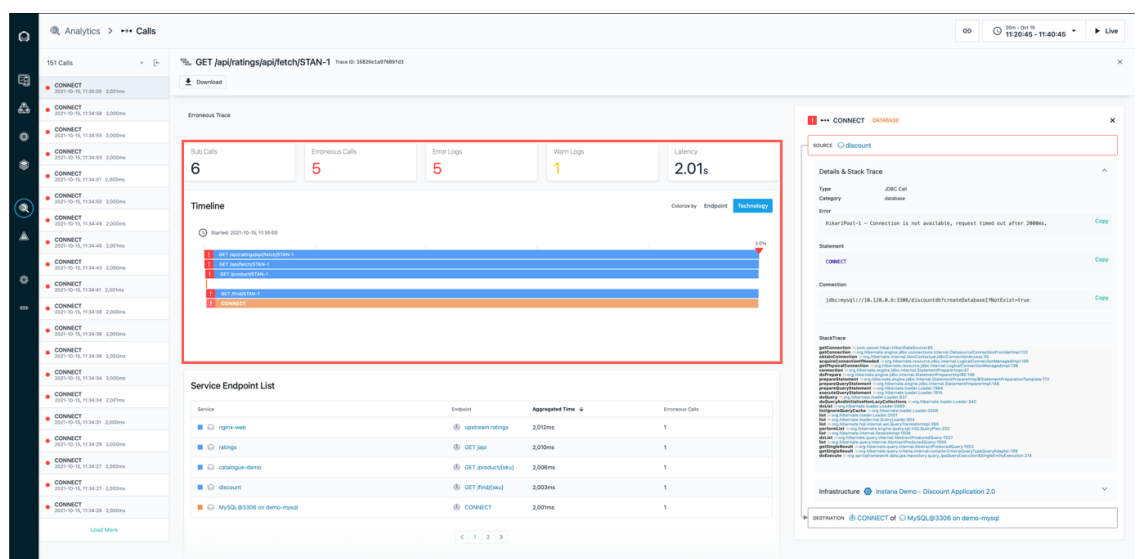 Analytics > Calls
20m - Oct 15
11:20:45 - 11:40:45
Live
151 Calls
GET /api/ratings/api/fetch/STAN-1 Trace ID: 16826e1a97089fd3
Download
CONNECT
2021-10-15, 11:35:00 2,001ms
CONNECT
2021-10-15, 11:34:58 2,000ms
CONNECT
2021-10-15, 11:34:55 2,000ms
CONNECT
2021-10-15, 11:34:53 2,000ms
CONNECT
2021-10-15, 11:34:51 2,000ms
CONNECT
2021-10-15, 11:34:50 2,000ms
CONNECT
2021-10-15, 11:34:49 2,000ms
CONNECT
2021-10-15, 11:34:45 2,001ms
CONNECT
2021-10-15, 11:34:43 2,000ms
CONNECT
2021-10-15, 11:34:41 2,001ms
CONNECT
2021-10-15, 11:34:38 2,000ms
CONNECT
2021-10-15, 11:34:36 2,000ms
CONNECT
2021-10-15, 11:34:36 2,000ms
CONNECT
2021-10-15, 11:34:34 2,000ms
CONNECT
2021-10-15, 11:34:31 2,001ms
CONNECT
2021-10-15, 11:34:31 2,000ms
CONNECT
2021-10-15, 11:34:29 2,000ms
CONNECT
2021-10-15, 11:34:27 2,000ms
CONNECT
2021-10-15, 11:34:27 2,000ms
CONNECT
2021-10-15, 11:34:24 2,000ms
Load More
Erroneous Trace
Sub Calls
6
Erroneous Calls
5
Error Logs
5
Warn Logs
1
Latency
2.01s
Timeline
Colorize by Endpoint Technology
Started: 2021-10-15, 11:35:00
2.01s
GET /api/ratings/api/fetch/STAN-1
GET /api/fetch/STAN-1
GET /product/STAN-1
GET /find/STAN-1
CONNECT
Service Endpoint List
Service Endpoint Aggregated Time Erroneous Calls
nginx-web upstream ratings 2,012ms 1
ratings GET /api 2,010ms 1
catalogue-demo GET /product/{sku} 2,006ms 1
discount GET /find/{sku} 2,003ms 1
MySQL@3306 on demo-mysql CONNECT 2,001ms 1
1 2
CONNECT DATABASE
SOURCE discount
Details & Stack Trace
Type JDBC Call
Category database
Error
HikariPool-1 – Connection is not available, request timed out after 2000ms.
Copy
Statement
CONNECT
Copy
Connection
jdbc:mysql://10.128.0.6:3306/discountdb?createDatabaseIfNotExist=true
Copy
StackTrace
Infrastructure Instana Demo - Discount Application 2.0
DESTINATION CONNECT of MySQL@3306 on demo-mysql